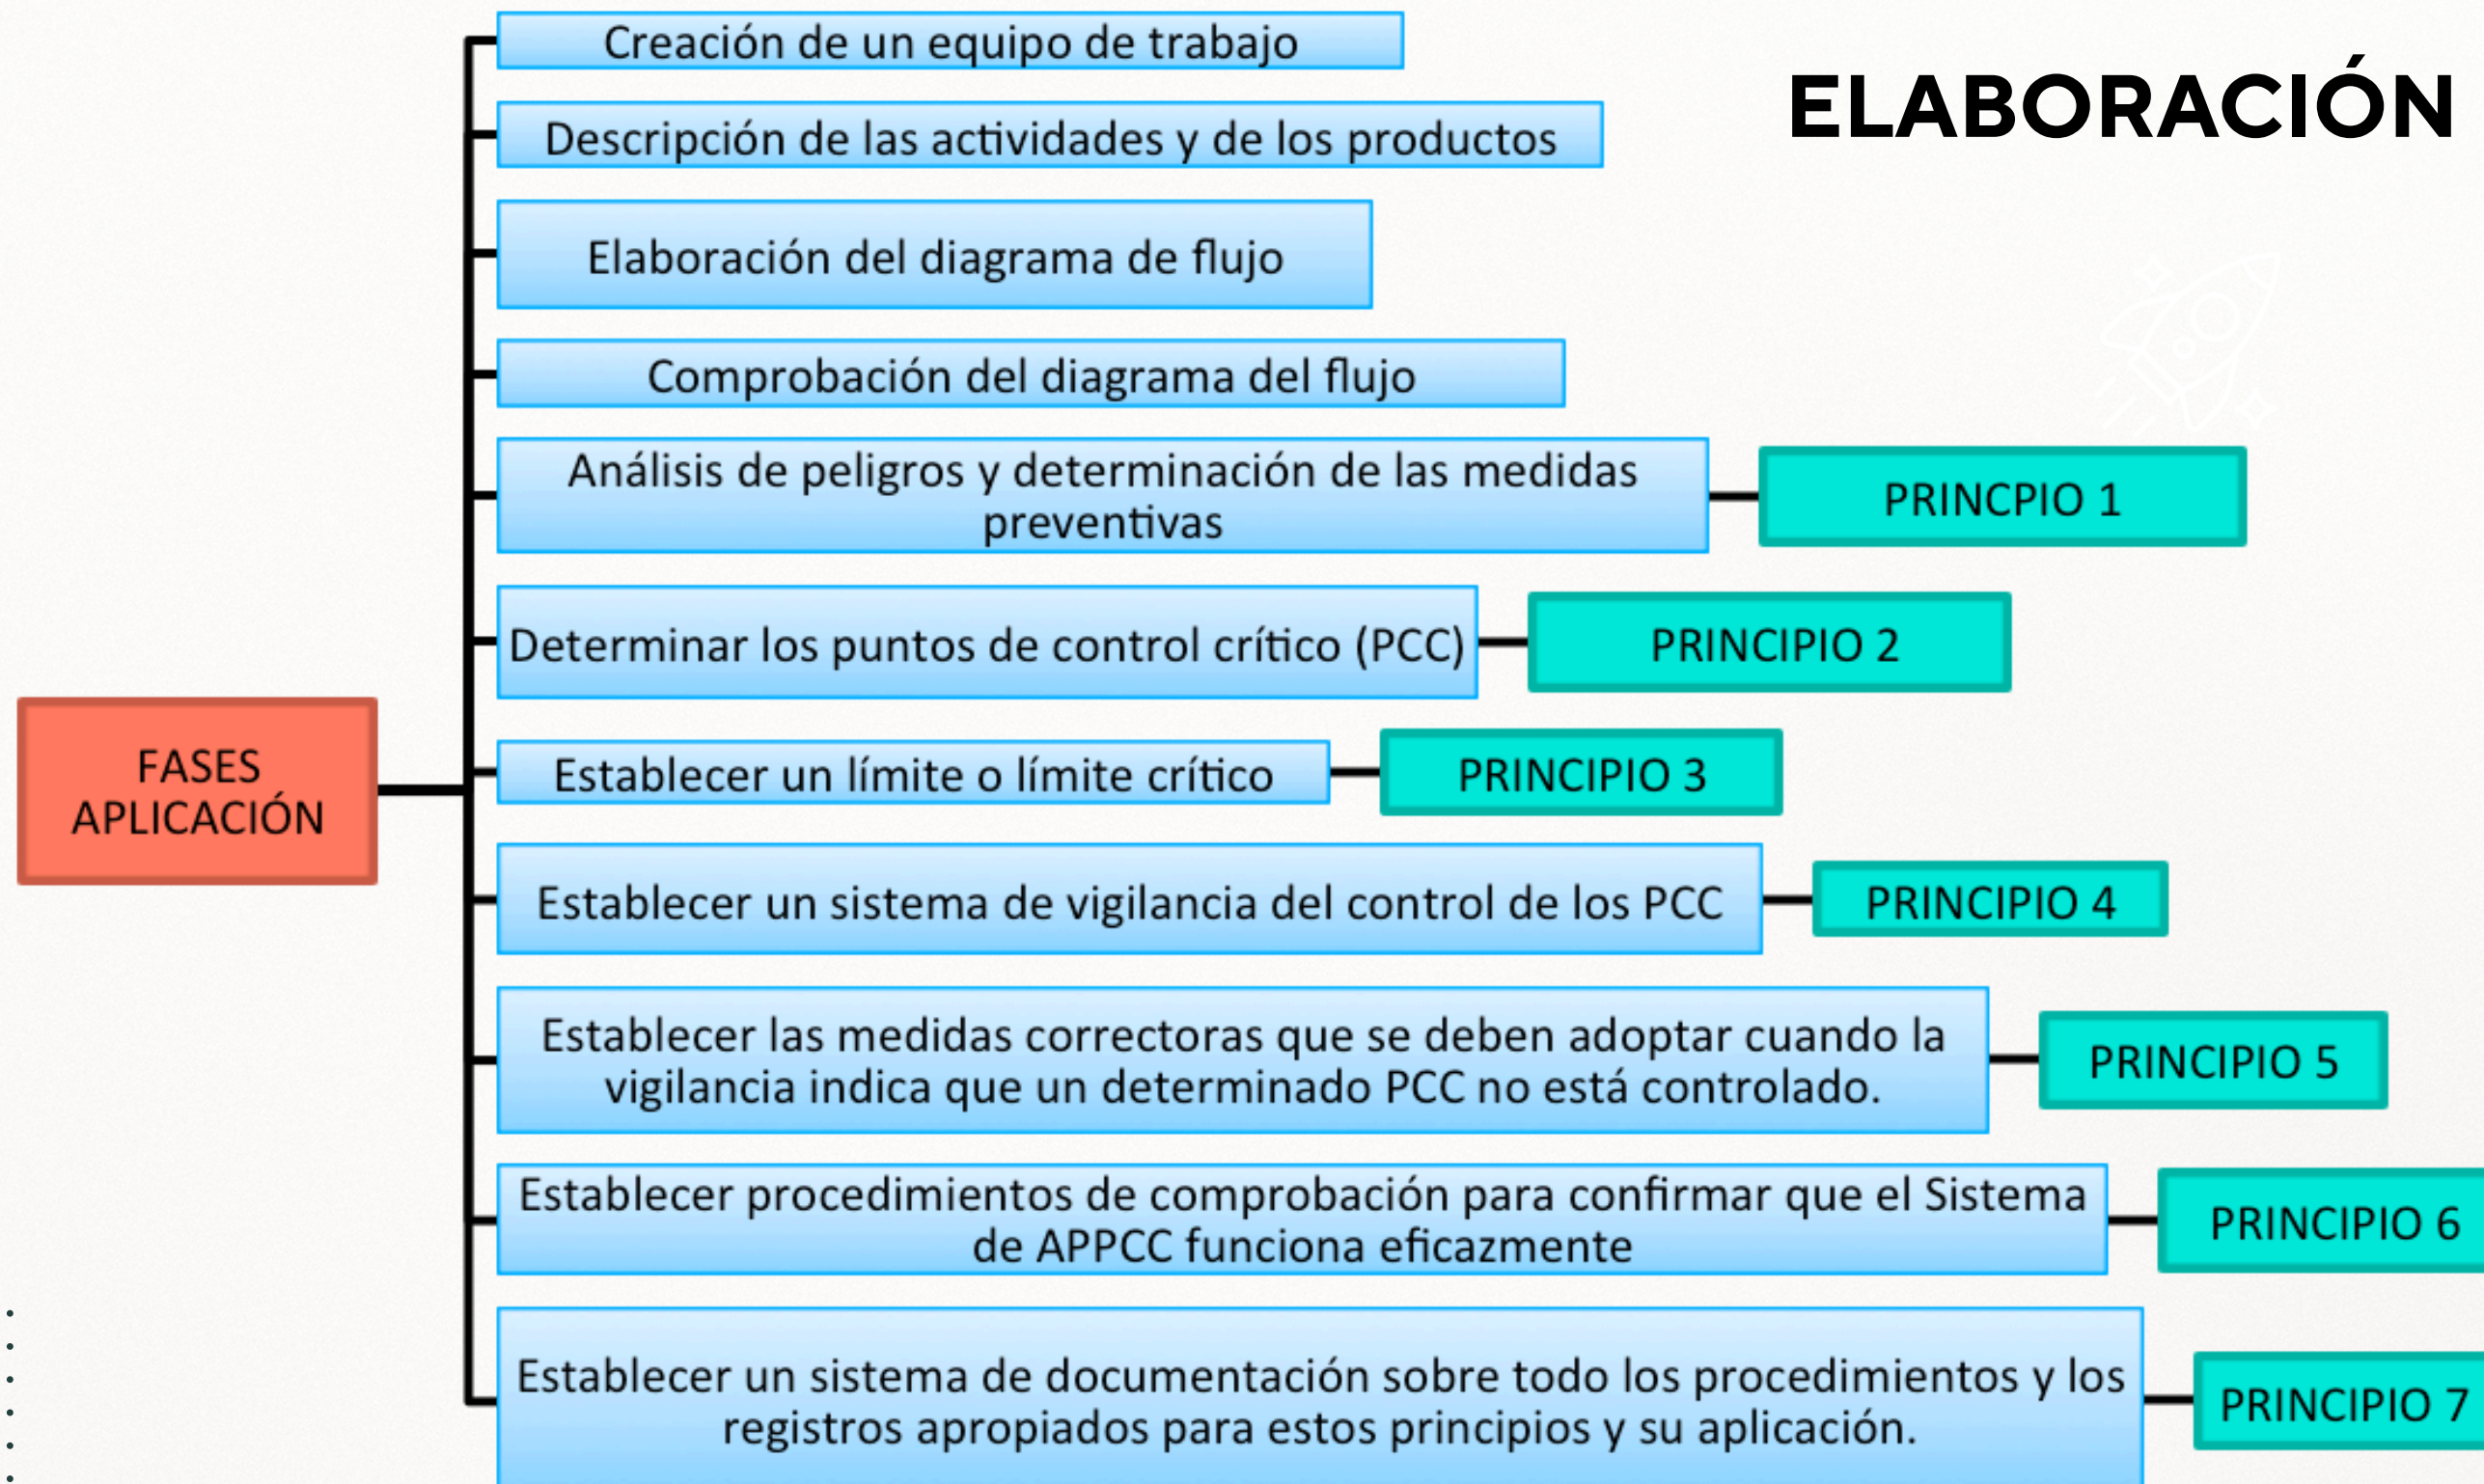 ELABORACIÓN
Creación de un equipo de trabajo
Descripción de las actividades y de los productos
Elaboración del diagrama de flujo
Comprobación del diagrama del flujo
Análisis de peligros y determinación de las medidas
preventivas
PRINCPIO 1
Determinar los puntos de control crítico (PCC)
PRINCIPIO 2
FASES
APLICACIÓN
Establecer un límite o límite crítico
PRINCIPIO 3
Establecer un sistema de vigilancia del control de los PCC
PRINCIPIO 4
Establecer las medidas correctoras que se deben adoptar cuando la
vigilancia indica que un determinado PCC no está controlado.
PRINCIPIO 5
Establecer procedimientos de comprobación para confirmar que el Sistema
de APPCC funciona eficazmente
PRINCIPIO 6
Establecer un sistema de documentación sobre todo los procedimientos y los
registros apropiados para estos principios y su aplicación.
PRINCIPIO 7